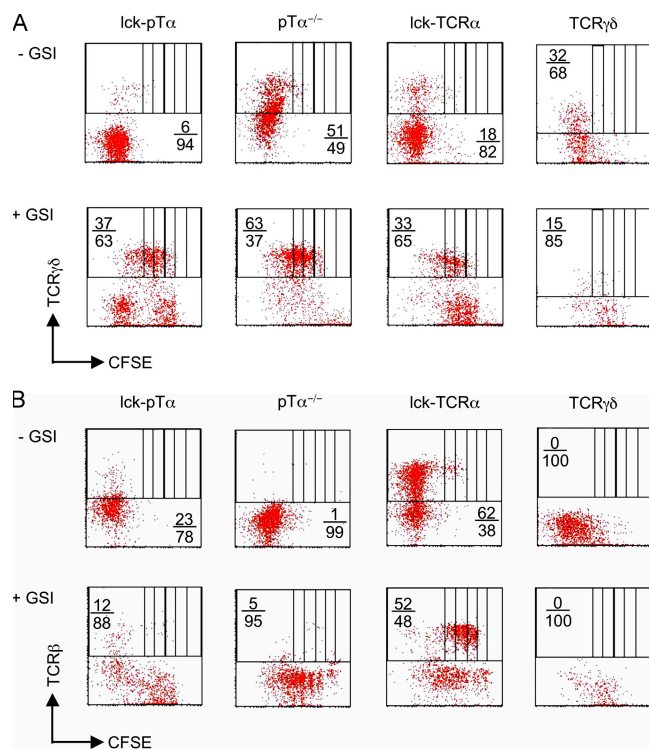 A
lck-pTα
pTα−/−
lck-TCRα
TCRγδ
- GSI
6
94
51
49
18
82
32
68
+ GSI
37
63
63
37
33
65
15
85
TCRγδ
CFSE
B
lck-pTα
pTα−/−
lck-TCRα
TCRγδ
- GSI
23
78
1
99
62
38
0
100
+ GSI
12
88
5
95
52
48
0
100
TCRβ
CFSE